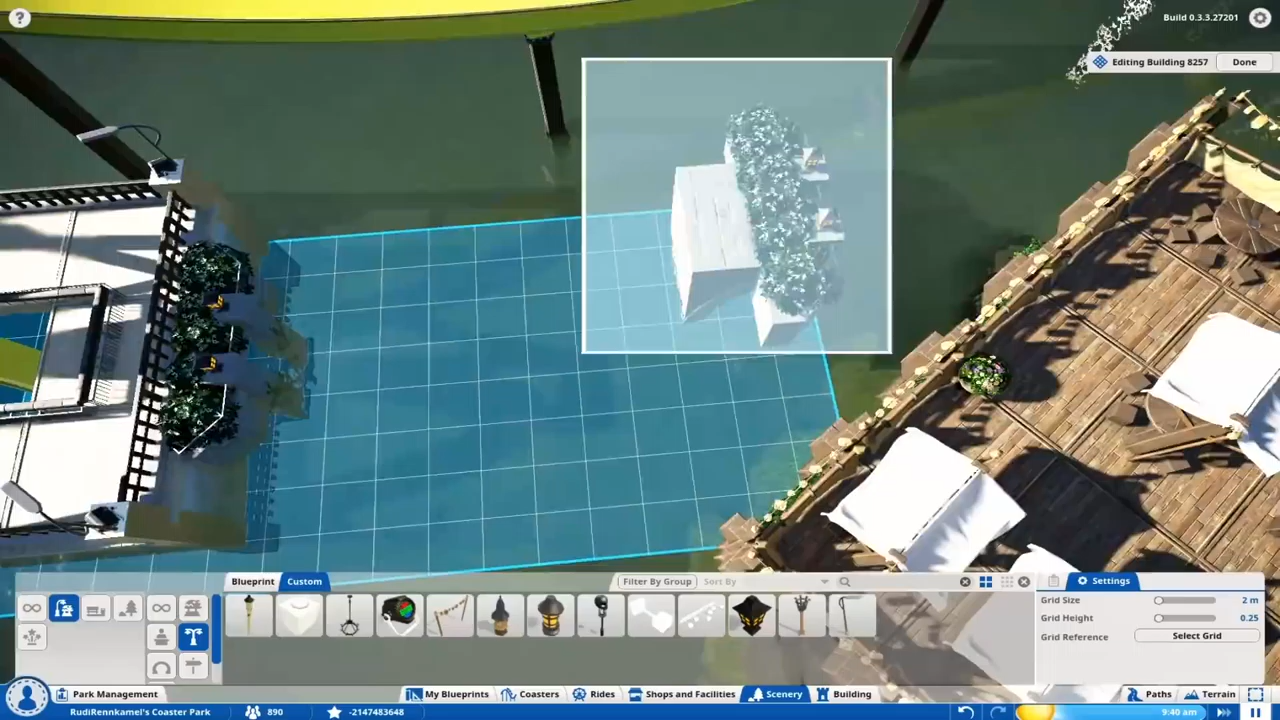 ?
Build 0.3.3.27201
Editing Building 8257 Done
Blueprint Custom Filter By Group Sort By Settings
Grid Size 2 m
Grid Height 0.25
Grid Reference Select Grid
Park Management My Blueprints Coasters Rides Shops and Facilities Scenery Building Paths Terrain
RudiRennkamel's Coaster Park 890 -2147483648 9:40 am